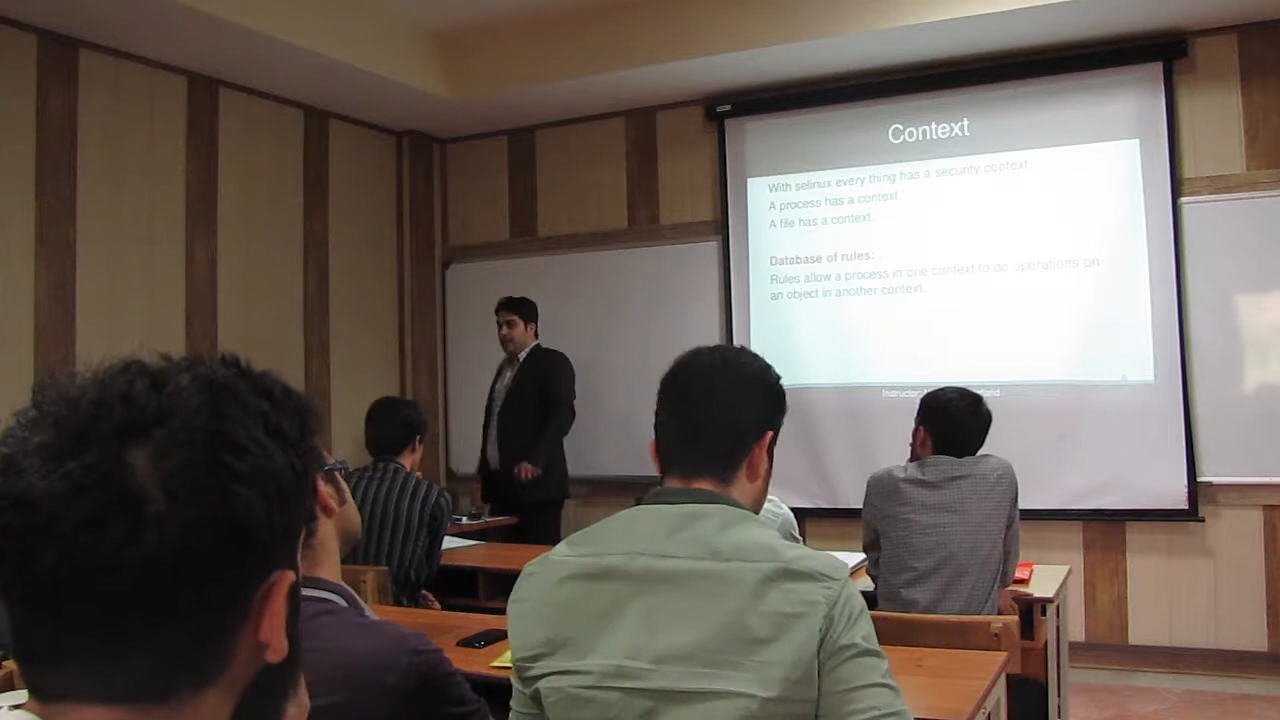 Context
With selinux every thing has a security context.
A process has a context.
A file has a context.
Database of rules:
Rules allow a process in one context to do operations on
an object in another context.
Instructor